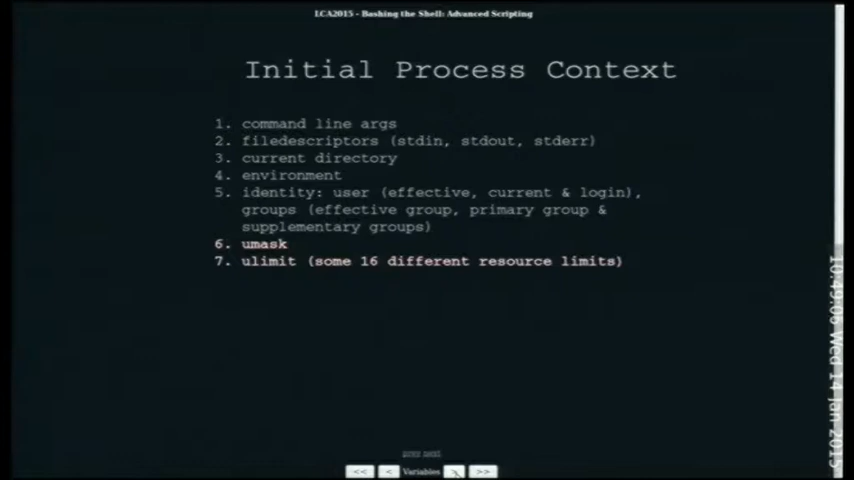 LCA2015 - Bashing the Shell: Advanced Scripting
Initial Process Context
1. command line args
2. filedescriptors (stdin, stdout, stderr)
3. current directory
4. environment
5. identity: user (effective, current & login),
groups (effective group, primary group &
supplementary groups)
6. umask
7. ulimit (some 16 different resource limits)
10:49:06 Wed 14 Jan 2015
<< < Variables > >>